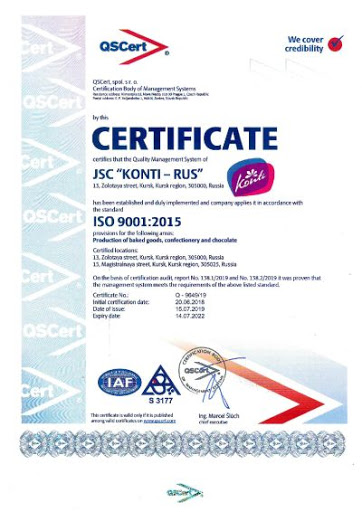 QSCert
We cover
credibility
QSCert, spol. s r. o.
Certification Body of Management Systems
by this
CERTIFICATE
certifies that the Quality Management System of
JSC "KONTI – RUS"
13, Zolotaya street, Kursk, Kursk region, 305000, Russia
Konti
has been established and duly implemented and company applies it in accordance with
the standard
ISO 9001:2015
provisions for the following areas:
Production of baked goods, confectionery and chocolate
Certified locations:
13, Zolotaya street, Kursk, Kursk region, 305000, Russia
13, Magistralnaya street, Kursk, Kursk region, 305025, Russia
On the basis of certification audit, report No. 138.1/2019 and No. 138.2/2019 it was proven that
the management system meets the requirements of the above listed standard.
Certificate No.: Q - 9649/19
Initial certification date: 20.06.2018
Date of issue: 15.07.2019
Expiry date: 14.07.2022
IAF
S 3177
QSCert
CERTIFICATION BODY
This certificate is valid only if it is published
among valid certificates on www.qscert.com
Ing. Marcel Šlúch
chief executive
QSCert